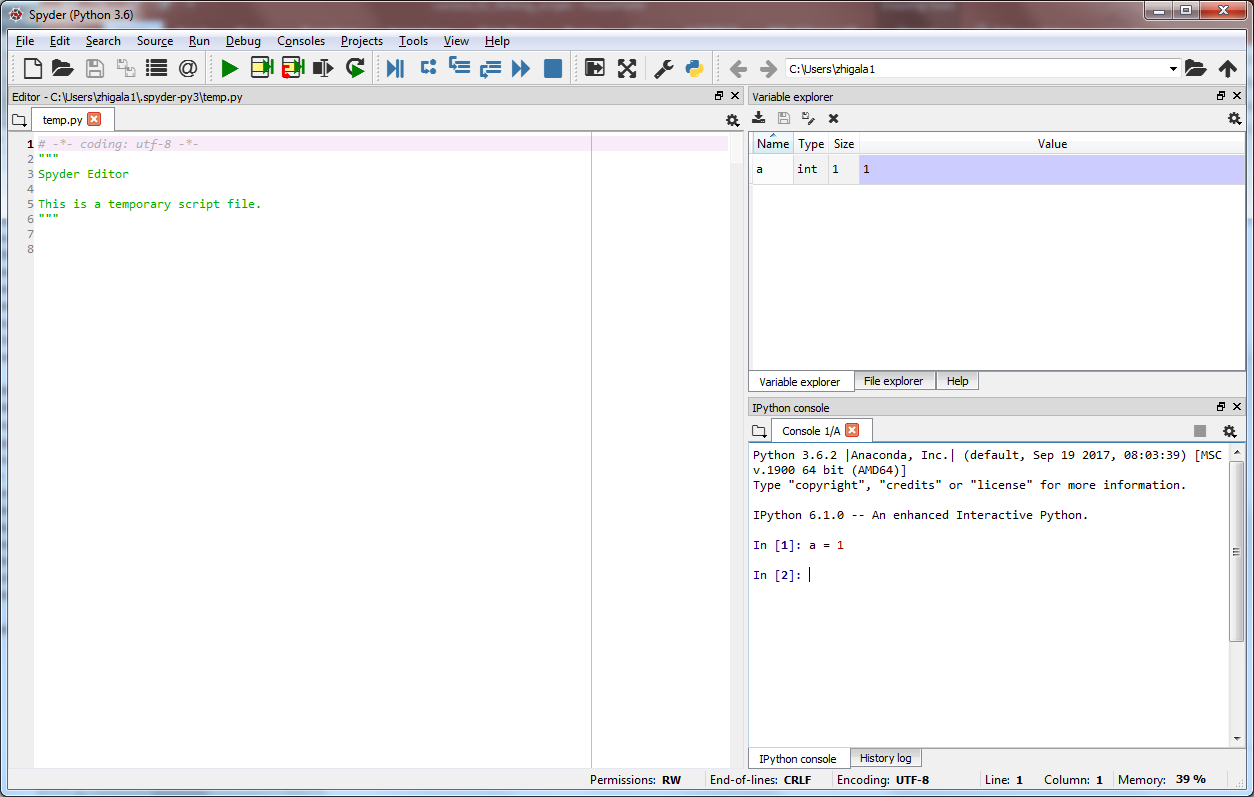 Spyder (Python 3.6)
File Edit Search Source Run Debug Consoles Projects Tools View Help
C:\Users\zhigala1
Editor - C:\Users\zhigala1\.spyder-py3\temp.py
temp.py
1 # -*- coding: utf-8 -*-
2 """
3 Spyder Editor
4
5 This is a temporary script file.
6 """
7
8
Variable explorer
Name Type Size Value
a int 1 1
Variable explorer File explorer Help
IPython console
Console 1/A
Python 3.6.2 |Anaconda, Inc.| (default, Sep 19 2017, 08:03:39) [MSC
v.1900 64 bit (AMD64)]
Type "copyright", "credits" or "license" for more information.
IPython 6.1.0 -- An enhanced Interactive Python.
In [1]: a = 1
In [2]:
IPython console History log
Permissions: RW End-of-lines: CRLF Encoding: UTF-8 Line: 1 Column: 1 Memory: 39 %